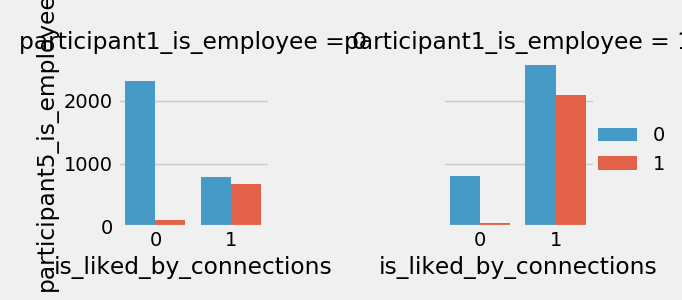 participant1_is_employee = 0
participant1_is_employee = 1
participant5_is_employee
2000
1000
0
0
1
0
1
0
1
is_liked_by_connections
is_liked_by_connections